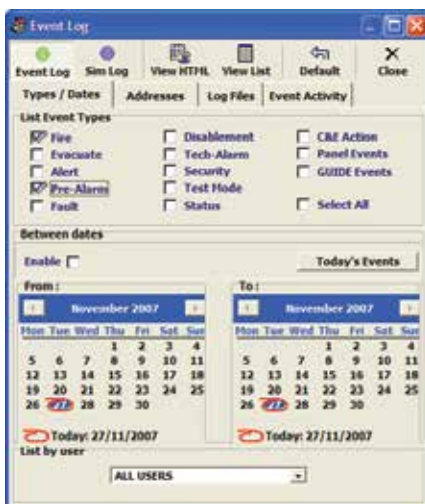 Event Log
Event Log Sim Log View HTML View List Default Close
Types / Dates Addresses Log Files Event Activity
List Event Types
Fire Disablement C&E Action
Evacuate Tech-Alarm Panel Events
Alert Security GUIDE Events
Pre-Alarm Test Mode
Fault Status Select All
Between dates
Enable Today's Events
From : To :
November 2007 November 2007
Mon Tue Wed Thu Fri Sat Sun Mon Tue Wed Thu Fri Sat Sun
1 2 3 4 1 2 3 4
5 6 7 8 9 10 11 5 6 7 8 9 10 11
12 13 14 15 16 17 18 12 13 14 15 16 17 18
19 20 21 22 23 24 25 19 20 21 22 23 24 25
26 27 28 29 30 26 27 28 29 30
Today: 27/11/2007 Today: 27/11/2007
List by user
ALL USERS